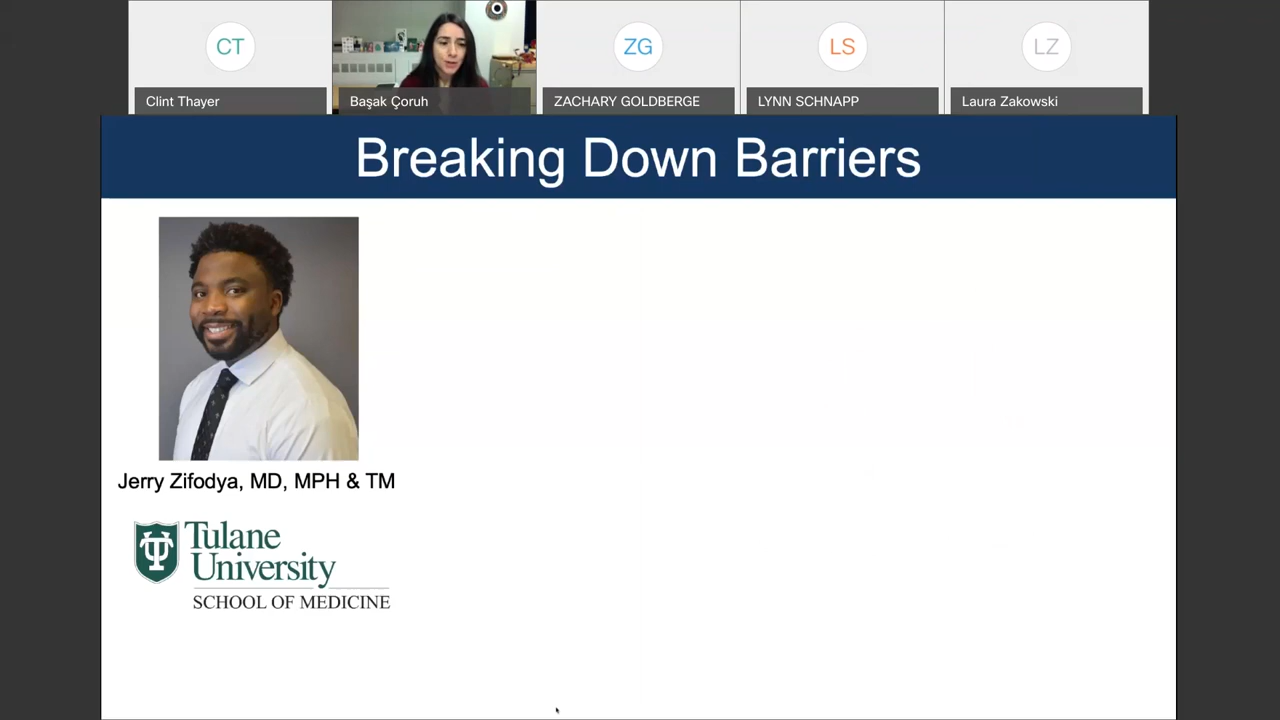 CT
ZG
LS
LZ
Clint Thayer
Başak Çoruh
ZACHARY GOLDBERGE
LYNN SCHNAPP
Laura Zakowski
Breaking Down Barriers
Jerry Zifodya, MD, MPH & TM
Tulane
University
SCHOOL OF MEDICINE